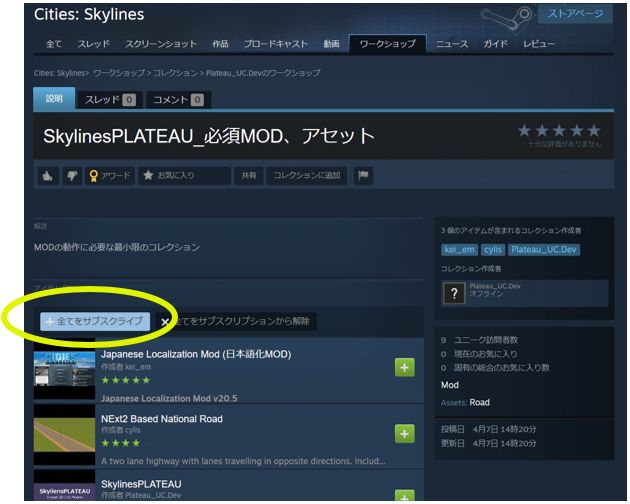 Cities: Skylines
ストアページ
全て スレッド スクリーンショット 作品 ブロードキャスト 動画 ワークショップ ニュース ガイド レビュー
Cities: Skylines> ワークショップ > コレクション > Plateau_UC.Devのワークショップ
説明 スレッド 0 コメント 0
SkylinesPLATEAU_必須MOD、アセット
十分な評価がありません
アワード お気に入り 共有 コレクションに追加
解説
MODの動作に必要な最小限のコレクション
3 個のアイテムが含まれるコレクション作成者
kei_em cylis Plateau_UC.Dev
コレクション作成者
? Plateau_UC.Dev
オフライン
+ 全てをサブスクライブ
×全てをサブスクリプションから解除
9 ユニーク訪問者数
0 現在のお気に入り
0 固有の総合のお気に入り数
Mod
Assets: Road
投稿日 4月7日 14時20分
更新日 4月7日 14時20分
Japanese Localization Mod (日本語化MOD)
作成者 kei_em
Japanese Localization Mod v20.5
NExt2 Based National Road
作成者 cylis
A two lane highway with lanes travelling in opposite directions. Includ...
SkylinesPLATEAU
SkylinesPLATEAU
作成者 Plateau_UC.Dev